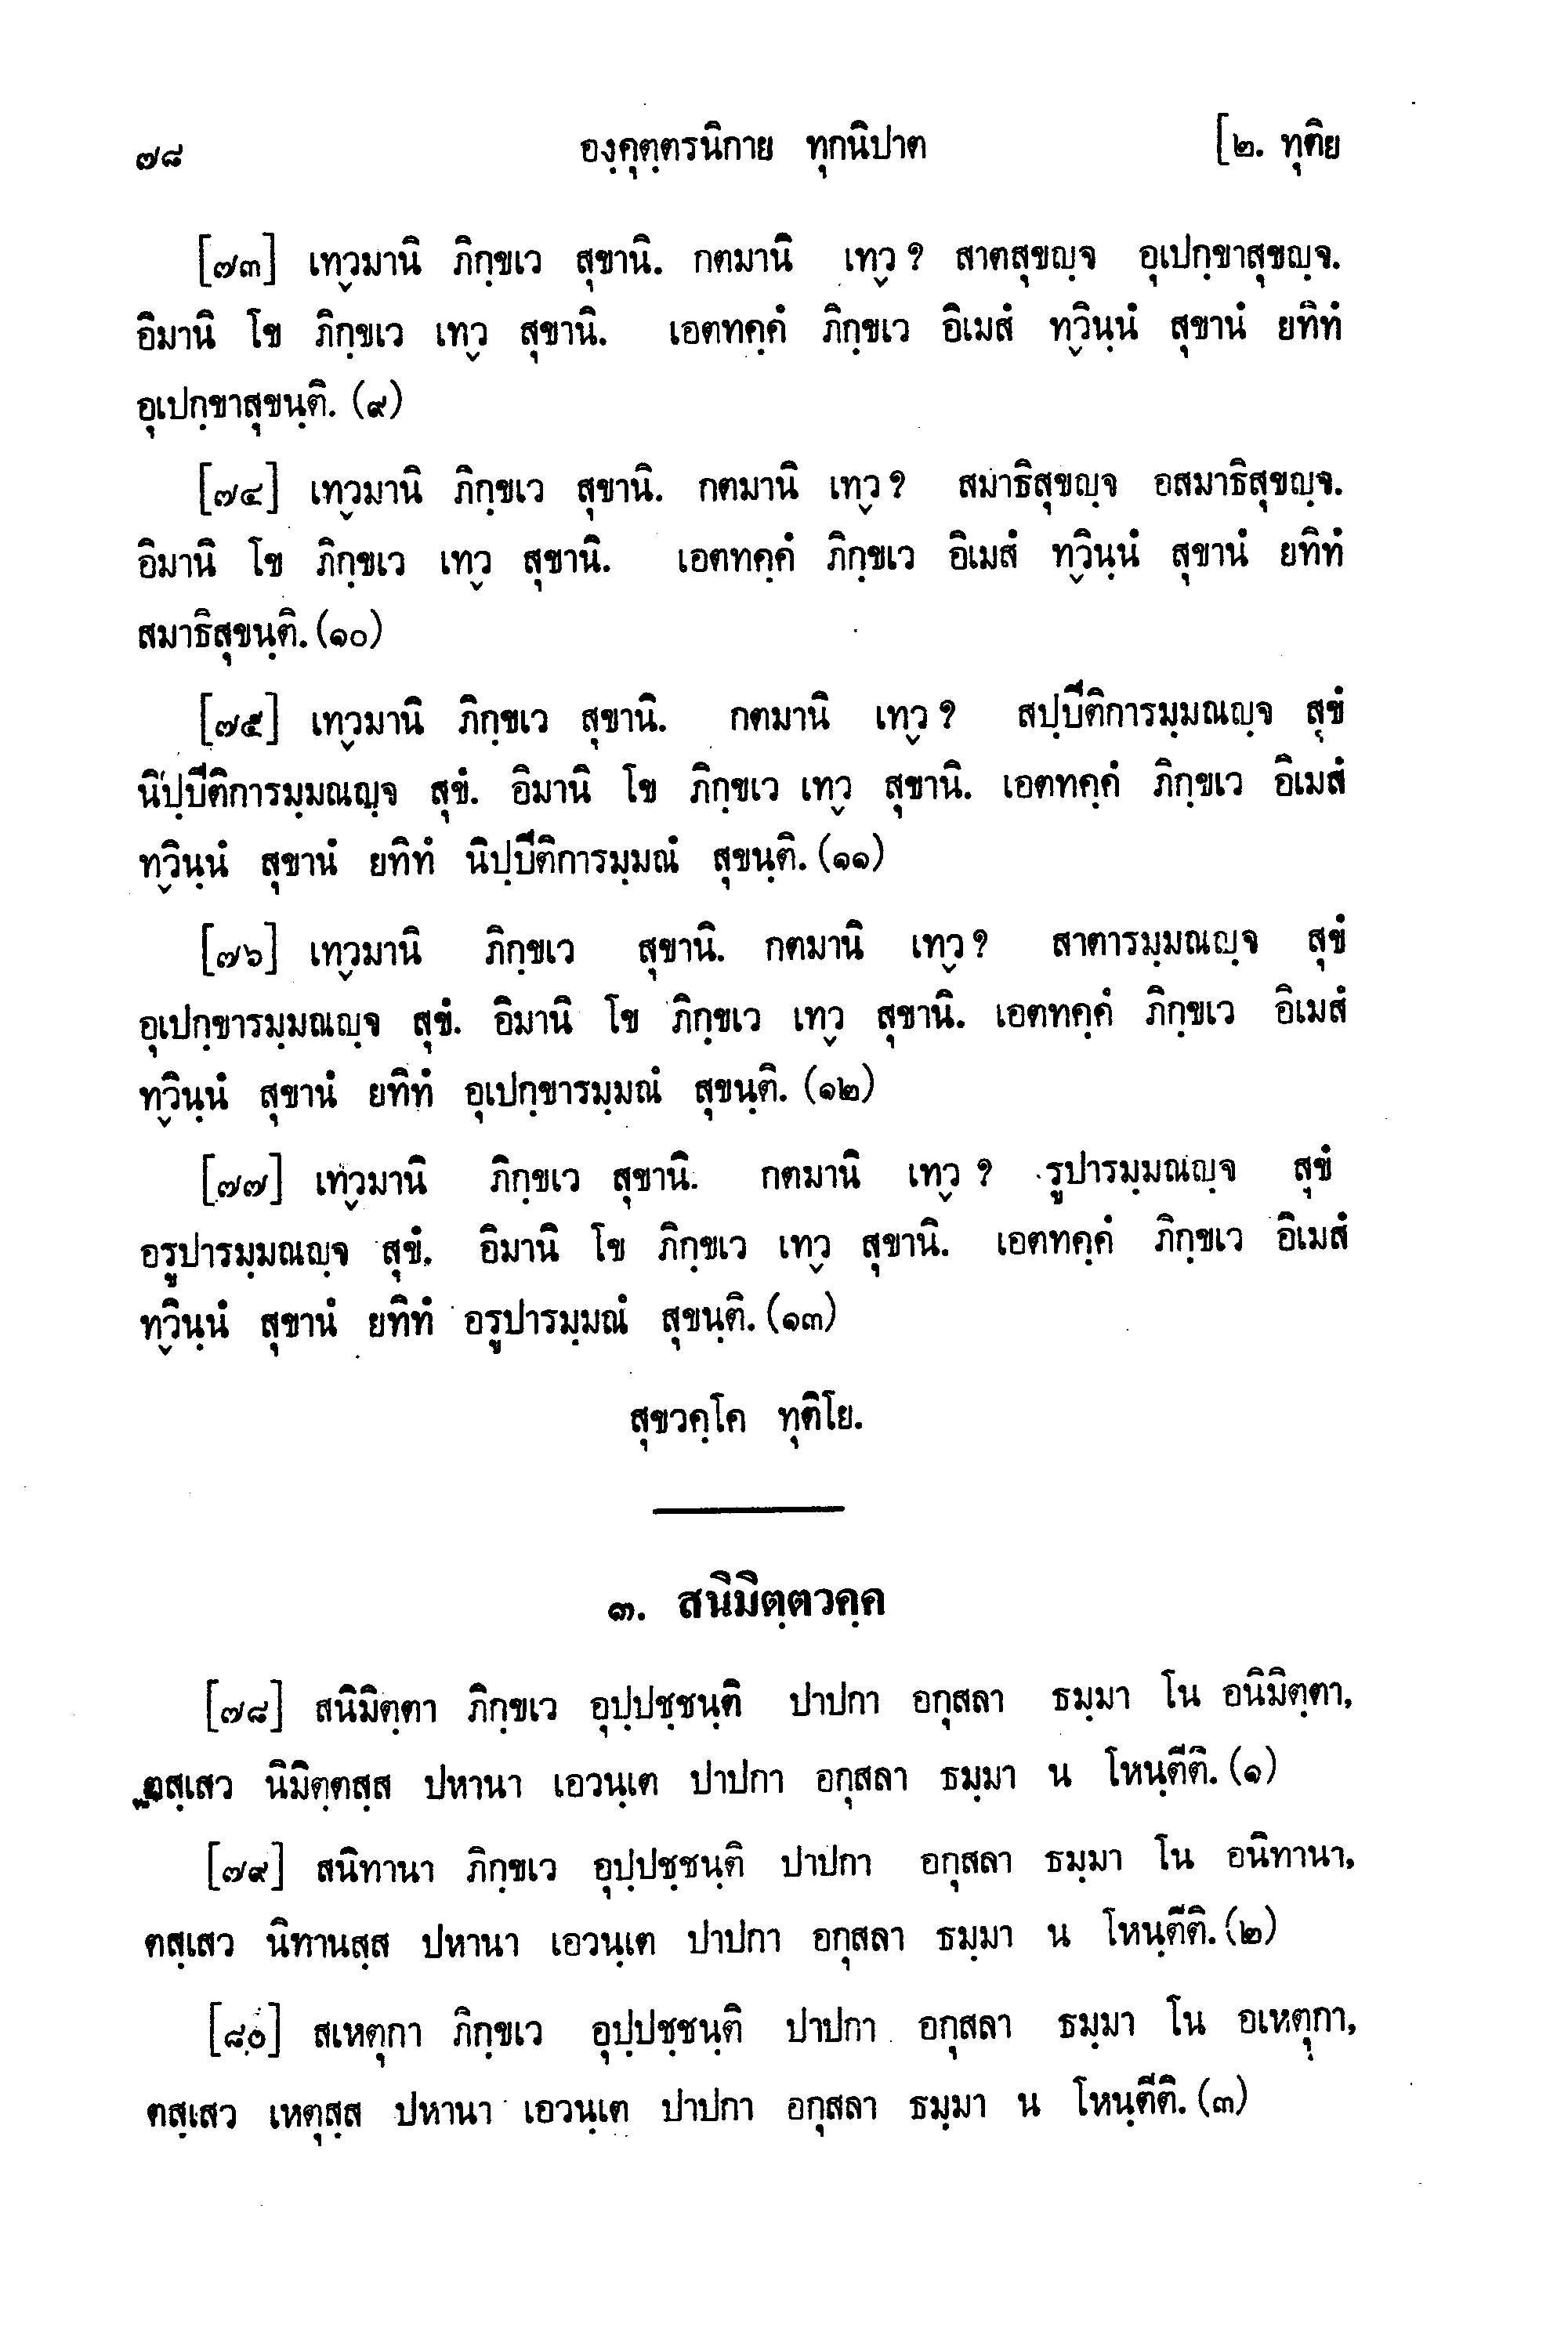 ๗๘ องฺคุตฺตรนิกาย ทุกนิปาต [๒. ทุติย
[๗๓] เทฺวมานิ ภิกฺขเว สุขานิ. กตมานิ เทฺว ? สาตสุขญฺจ อุเปกฺขาสุขญฺจ.
อิมานิ โข ภิกฺขเว เทฺว สุขานิ. เอตทคฺคํ ภิกฺขเว อิเมสํ ทฺวินฺนํ สุขานํ ยทิทํ
อุเปกฺขาสุขนฺติ. (๙)
[๗๔] เทฺวมานิ ภิกฺขเว สุขานิ. กตมานิ เทฺว ? สมาธิสุขญฺจ อสมาธิสุขญฺจ.
อิมานิ โข ภิกฺขเว เทฺว สุขานิ. เอตทคฺคํ ภิกฺขเว อิเมสํ ทฺวินฺนํ สุขานํ ยทิทํ
สมาธิสุขนฺติ. (๑๐)
[๗๕] เทฺวมานิ ภิกฺขเว สุขานิ. กตมานิ เทฺว ? สปฺปีติการมฺมณญฺจ สุขํ
นิปฺปีติการมฺมณญฺจ สุขํ. อิมานิ โข ภิกฺขเว เทฺว สุขานิ. เอตทคฺคํ ภิกฺขเว อิเมสํ
ทฺวินฺนํ สุขานํ ยทิทํ นิปฺปีติการมฺมณํ สุขนฺติ. (๑๑)
[๗๖] เทฺวมานิ ภิกฺขเว สุขานิ. กตมานิ เทฺว ? สาตารมฺมณญฺจ สุขํ
อุเปกฺขารมฺมณญฺจ สุขํ. อิมานิ โข ภิกฺขเว เทฺว สุขานิ. เอตทคฺคํ ภิกฺขเว อิเมสํ
ทฺวินฺนํ สุขานํ ยทิทํ อุเปกฺขารมฺมณํ สุขนฺติ. (๑๒)
[๗๗] เทฺวมานิ ภิกฺขเว สุขานิ. กตมานิ เทฺว ? รูปารมฺมณญฺจ สุขํ
อรูปารมฺมณญฺจ สุขํ. อิมานิ โข ภิกฺขเว เทฺว สุขานิ. เอตทคฺคํ ภิกฺขเว อิเมสํ
ทฺวินฺนํ สุขานํ ยทิทํ อรูปารมฺมณํ สุขนฺติ. (๑๓)
สุขวคฺโค ทุติโย.
๓. สนิมิตฺตวคฺค
[๗๘] สนิมิตฺตา ภิกฺขเว อุปฺปชฺชนฺติ ปาปกา อกุสลา ธมฺมา โน อนิมิตฺตา,
ตสฺเสว นิมิตฺตสฺส ปหานา เอวนฺเต ปาปกา อกุสลา ธมฺมา น โหนฺตีติ. (๑)
[๗๙] สนิทานา ภิกฺขเว อุปฺปชฺชนฺติ ปาปกา อกุสลา ธมฺมา โน อนิทานา,
ตสฺเสว นิทานสฺส ปหานา เอวนฺเต ปาปกา อกุสลา ธมฺมา น โหนฺตีติ. (๒)
[๘๐] สเหตุกา ภิกฺขเว อุปฺปชฺชนฺติ ปาปกา อกุสลา ธมฺมา โน อเหตุกา,
ตสฺเสว เหตุสฺส ปหานา เอวนฺเต ปาปกา อกุสลา ธมฺมา น โหนฺตีติ. (๓)